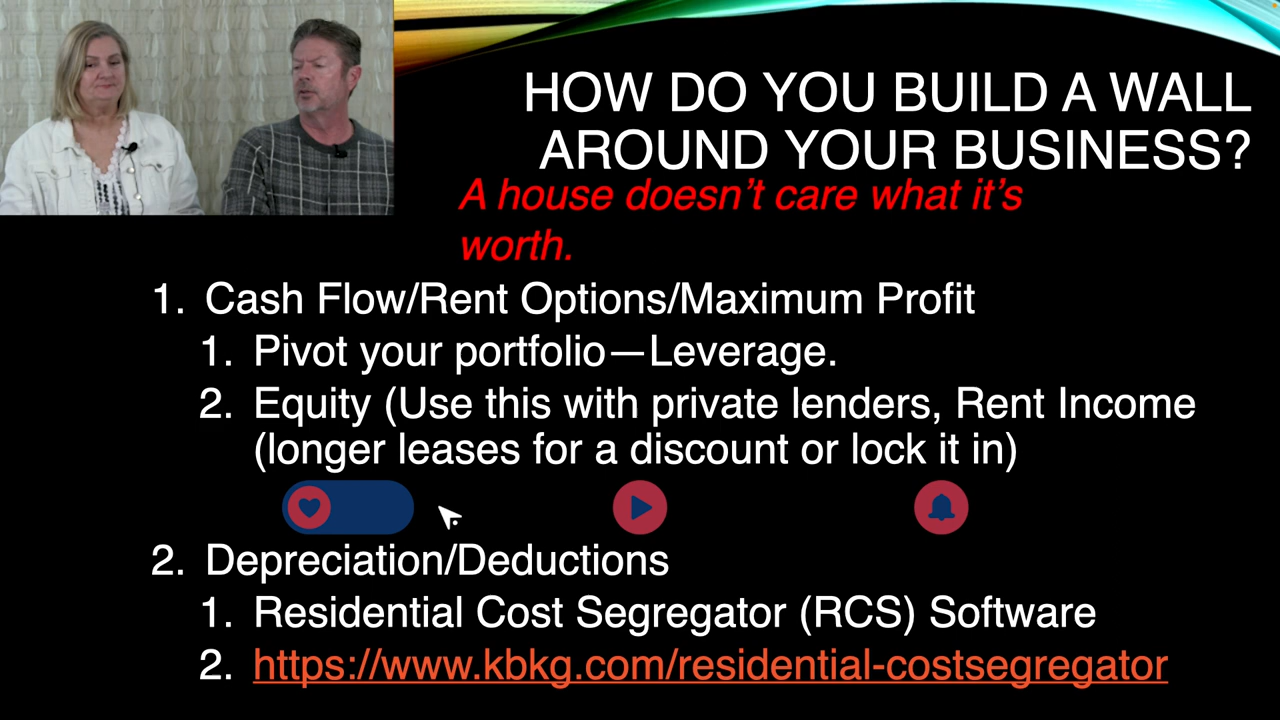 HOW DO YOU BUILD A WALL
AROUND YOUR BUSINESS?
A house doesn’t care what it’s
worth.
1. Cash Flow/Rent Options/Maximum Profit
1. Pivot your portfolio—Leverage.
2. Equity (Use this with private lenders, Rent Income
(longer leases for a discount or lock it in)
2. Depreciation/Deductions
1. Residential Cost Segregator (RCS) Software
2. https://www.kbkg.com/residential-costsegregator